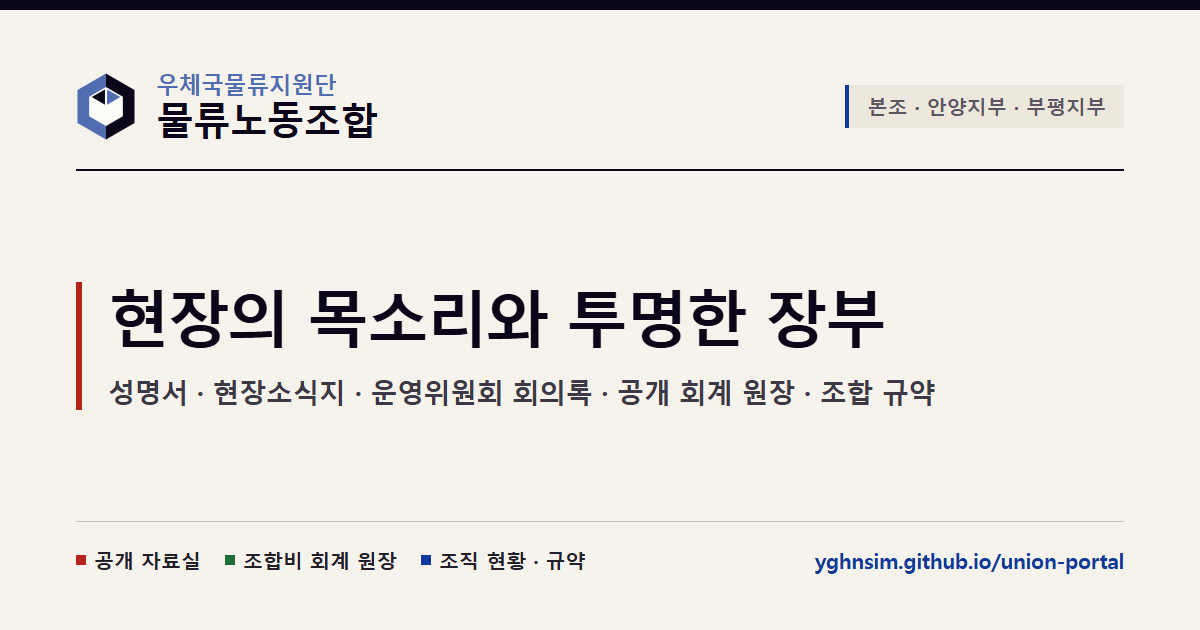 우체국물류지원단
물류노동조합
본조 · 안양지부 · 부평지부
현장의 목소리와 투명한 장부
성명서 · 현장소식지 · 운영위원회 회의록 · 공개 회계 원장 · 조합 규약
공개 자료실
조합비 회계 원장
조직 현황 · 규약
yghnsim.github.io/union-portal